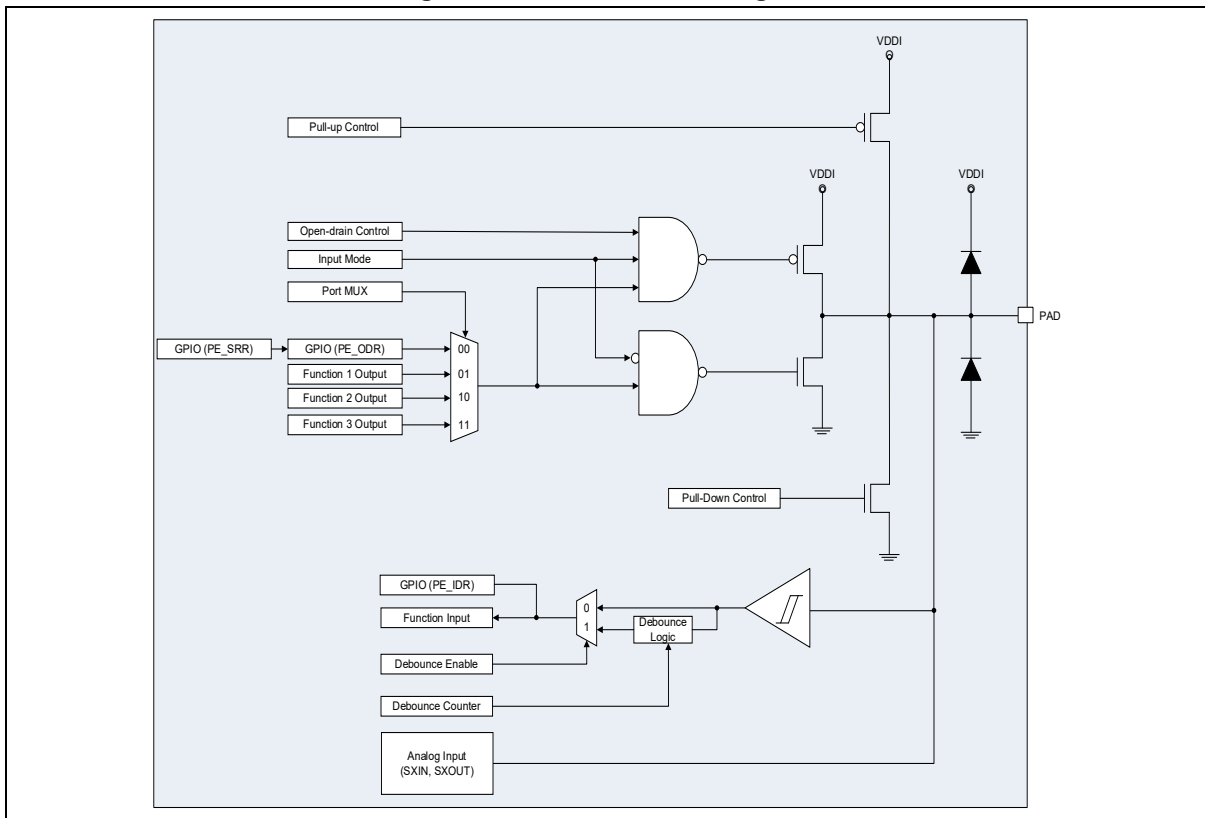 VDDI
Pull-up Control
VDDI
VDDI
Open-drain Control
Input Mode
Port MUX
PAD
GPIO (PE_SRR)
GPIO (PE_ODR)
00
Function 1 Output
01
Function 2 Output
10
Function 3 Output
11
Pull-Down Control
GPIO (PE_IDR)
0
Function Input
1
Debounce
Logic
Debounce Enable
Debounce Counter
Analog Input
(SXIN, SXOUT)